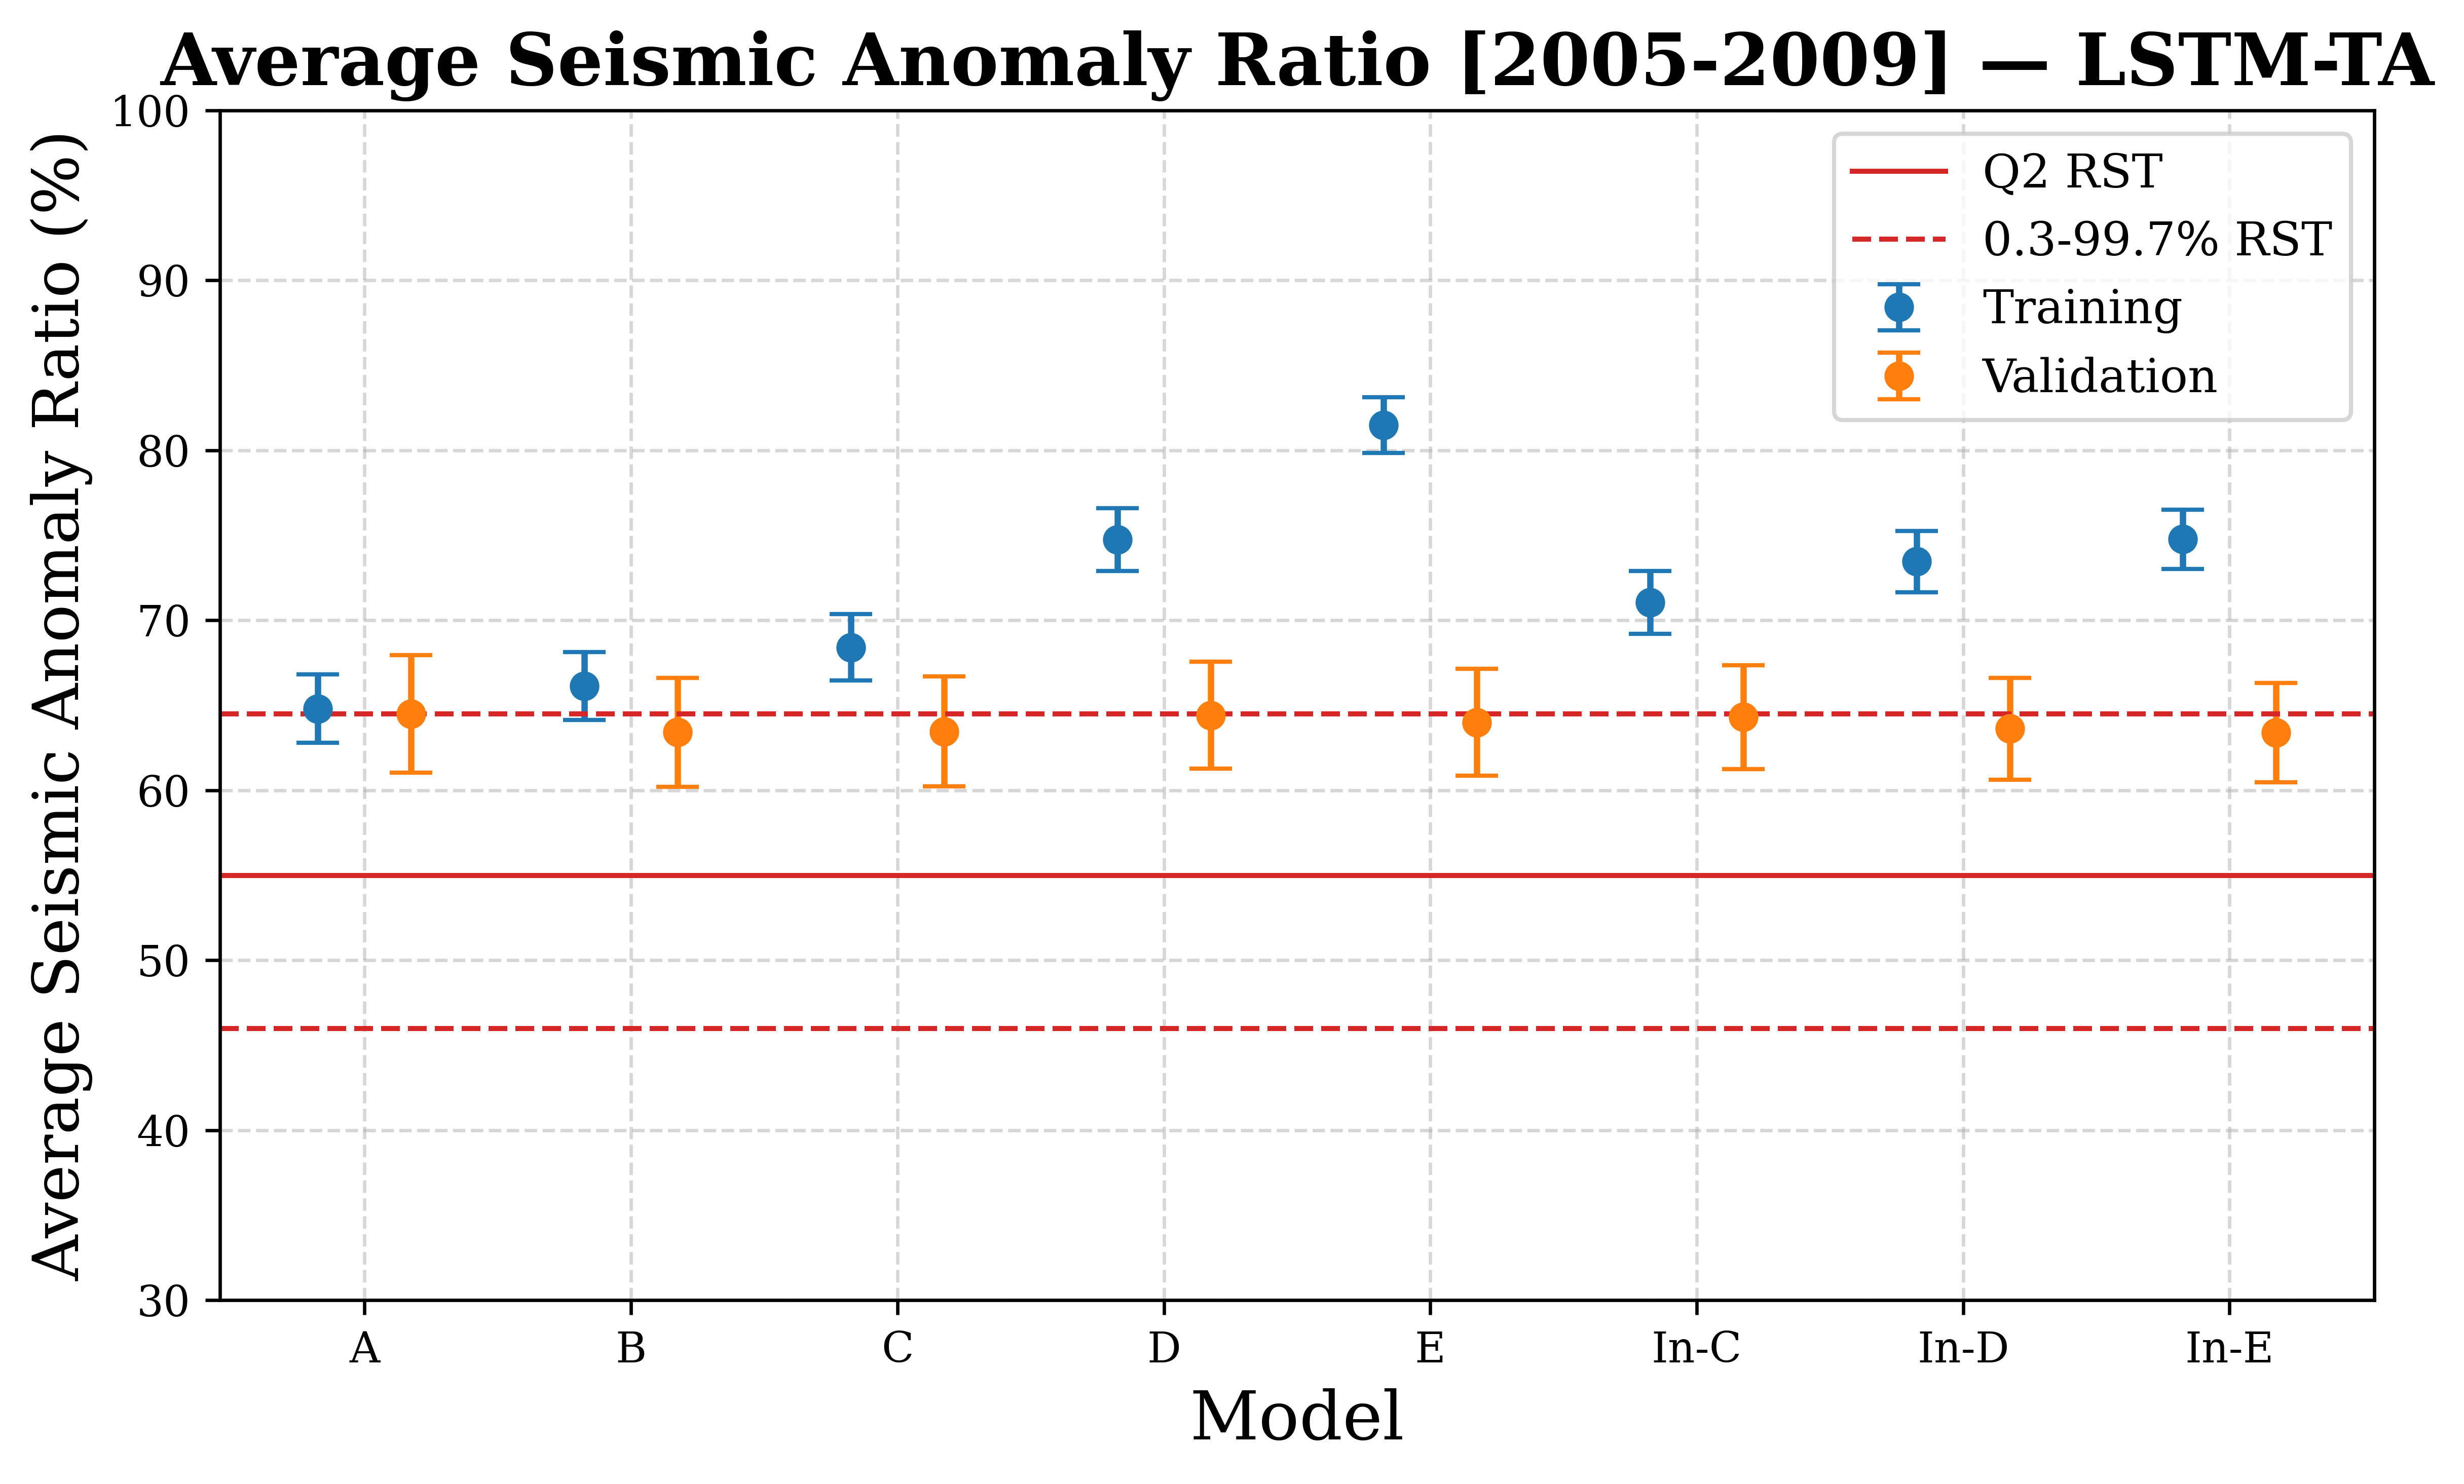 Average Seismic Anomaly Ratio [2005-2009] — LSTM-TA
Average Seismic Anomaly Ratio (%)
100
90
80
70
60
50
40
30
Q2 RST
0.3-99.7% RST
Training
Validation
A B C D E In-C In-D In-E
Model